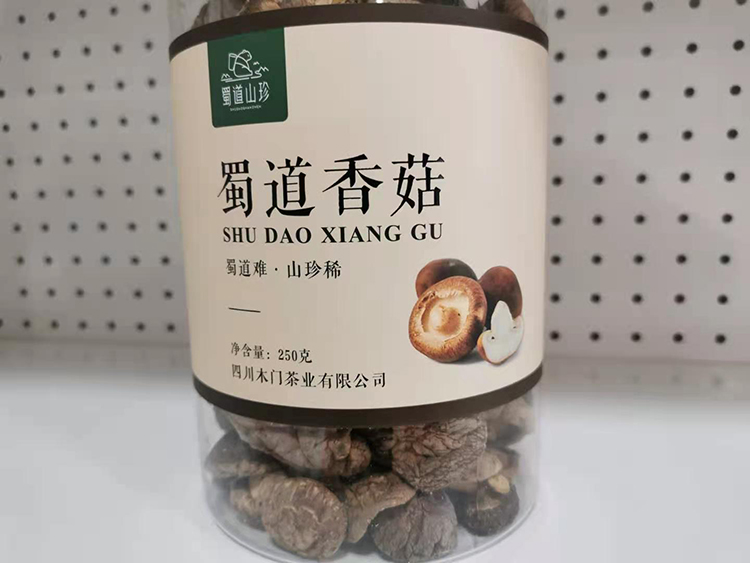 蜀道山珍
蜀道香菇
SHU DAO XIANG GU
蜀道难·山珍稀
净含量: 250克
四川木门茶业有限公司